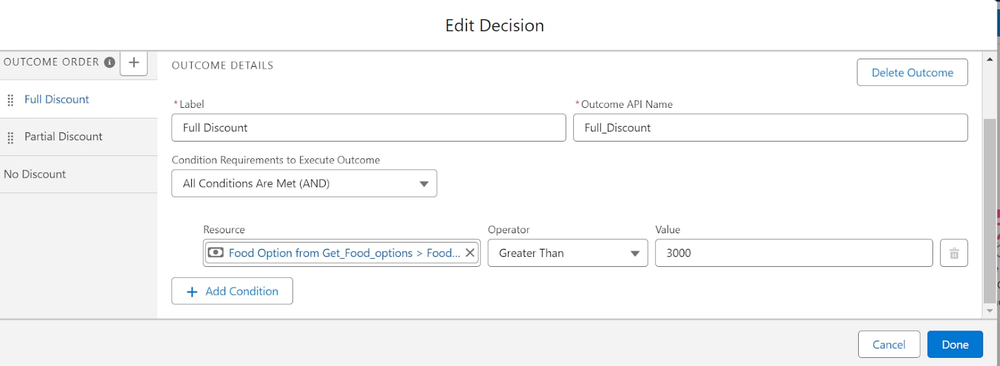 Edit Decision
OUTCOME ORDER
Full Discount
Partial Discount
No Discount
OUTCOME DETAILS
Delete Outcome
*Label
Full Discount
*Outcome API Name
Full_Discount
Condition Requirements to Execute Outcome
All Conditions Are Met (AND)
Resource
Food Option from Get_Food_options > Food...
Operator
Greater Than
Value
3000
+ Add Condition
Cancel
Done